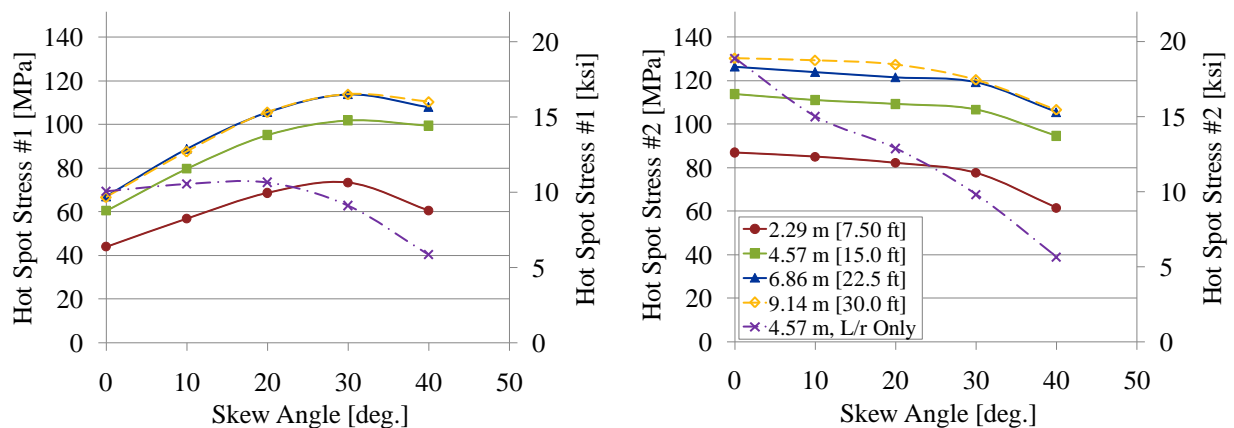 Hot Spot Stress #1 [MPa]
140
120
100
80
60
40
20
0
0 10 20 30 40 50
Skew Angle [deg.]
20
15
10
5
0
Hot Spot Stress #1 [ksi]
Hot Spot Stress #2 [MPa]
140
120
100
80
60
40
20
0
2.29 m [7.50 ft]
4.57 m [15.0 ft]
6.86 m [22.5 ft]
9.14 m [30.0 ft]
4.57 m, L/r Only
0 10 20 30 40 50
Skew Angle [deg.]
20
15
10
5
0
Hot Spot Stress #2 [ksi]